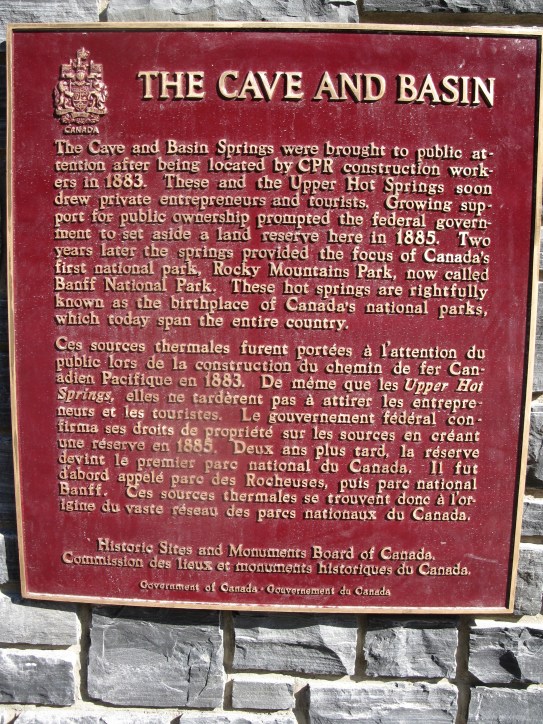 THE CAVE AND BASIN
CANADA
The Cave and Basin Springs were brought to public at-
tention after being located by CPR construction work-
ers in 1883. These and the Upper Hot Springs soon
drew private entrepreneurs and tourists. Growing sup-
port for public ownership prompted the federal govern-
ment to set aside a land reserve here in 1885. Two
years later the springs provided the focus of Canada's
first national park, Rocky Mountains Park, now called
Banff National Park. These hot springs are rightfully
known as the birthplace of Canada's national parks,
which today span the entire country.
Ces sources thermales furent portées à l'attention du
public lors de la construction du chemin de fer Can-
adien Pacifique en 1883. De même que les Upper Hot
Springs, elles ne tardèrent pas à attirer les entrepre-
neurs et les touristes. Le gouvernement fédéral con-
firma ses droits de propriété sur les sources en créant
une réserve en 1885. Deux ans plus tard, la réserve
devint le premier parc national du Canada. Il fut
d'abord appelé parc des Rocheuses, puis parc national
Banff. Ces sources thermales se trouvent donc à l'or-
igine du vaste réseau des parcs nationaux du Canada.
Historic Sites and Monuments Board of Canada.
Commission des lieux et monuments historiques du Canada.
Government of Canada - Gouvernement du Canada